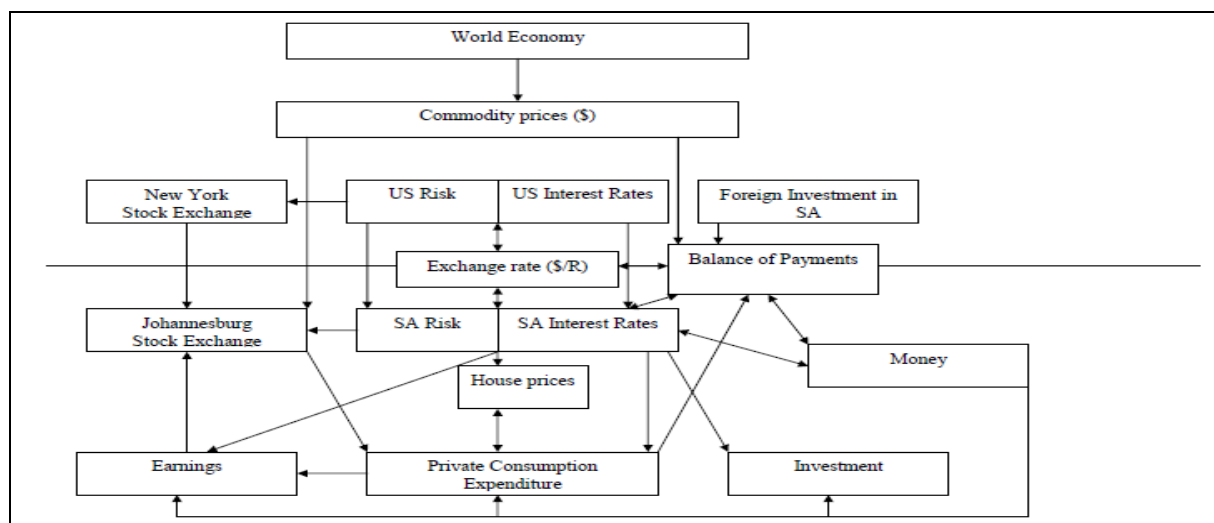 World Economy
Commodity prices ($)
New York
Stock Exchange
US Risk
US Interest Rates
Foreign Investment in
SA
Exchange rate ($/R)
Balance of Payments
Johannesburg
Stock Exchange
SA Risk
SA Interest Rates
Money
House prices
Earnings
Private Consumption
Expenditure
Investment